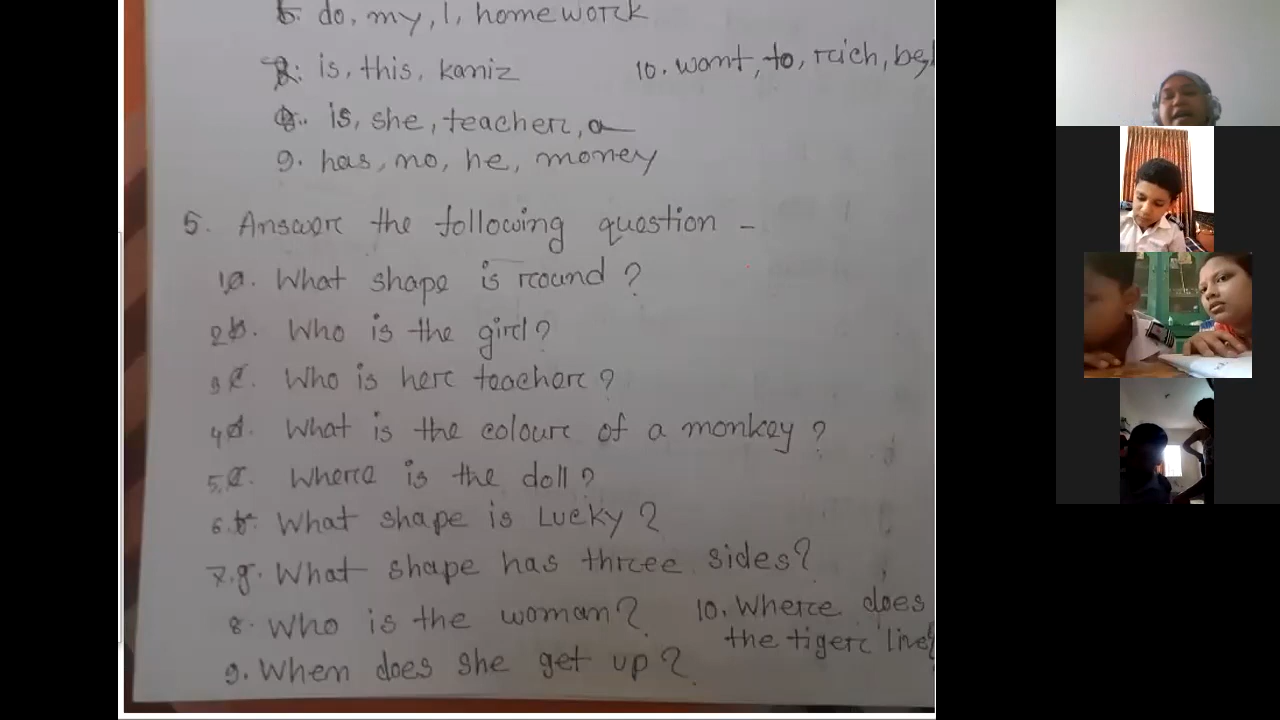 6. do, my, I, homework
7. is, this, kaniz
10. want, to, rich, be,
8. is, she, teacher, a
9. has, no, he, money
5. Answer the following question -
1. What shape is round ?
2. Who is the girl?
3. Who is her teacher?
4. What is the colour of a monkey ?
5. Where is the doll?
6. What shape is Lucky ?
7. g. What shape has three sides?
8. Who is the woman?
10. Where does
the tiger live?
9. When does she get up ?